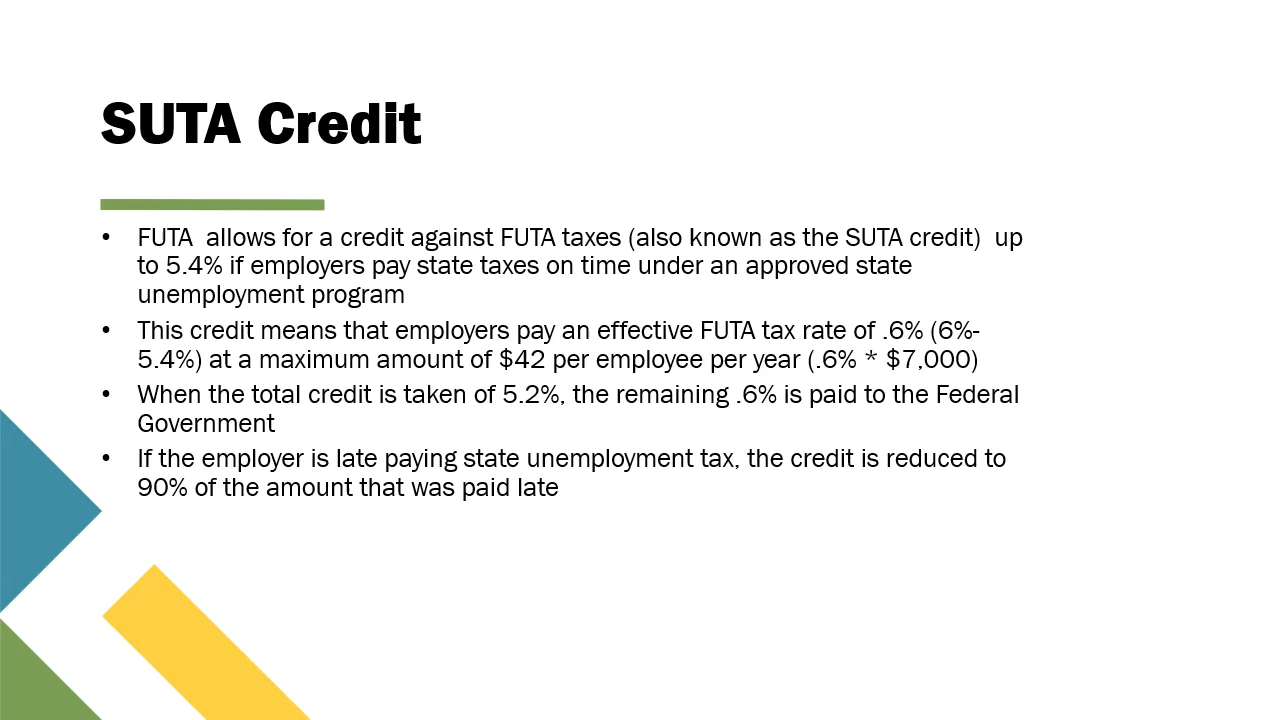 SUTA Credit
• FUTA  allows for a credit against FUTA taxes (also known as the SUTA credit)  up
to 5.4% if employers pay state taxes on time under an approved state
unemployment program
• This credit means that employers pay an effective FUTA tax rate of .6% (6%-
5.4%) at a maximum amount of $42 per employee per year (.6% * $7,000)
• When the total credit is taken of 5.2%, the remaining .6% is paid to the Federal
Government
• If the employer is late paying state unemployment tax, the credit is reduced to
90% of the amount that was paid late